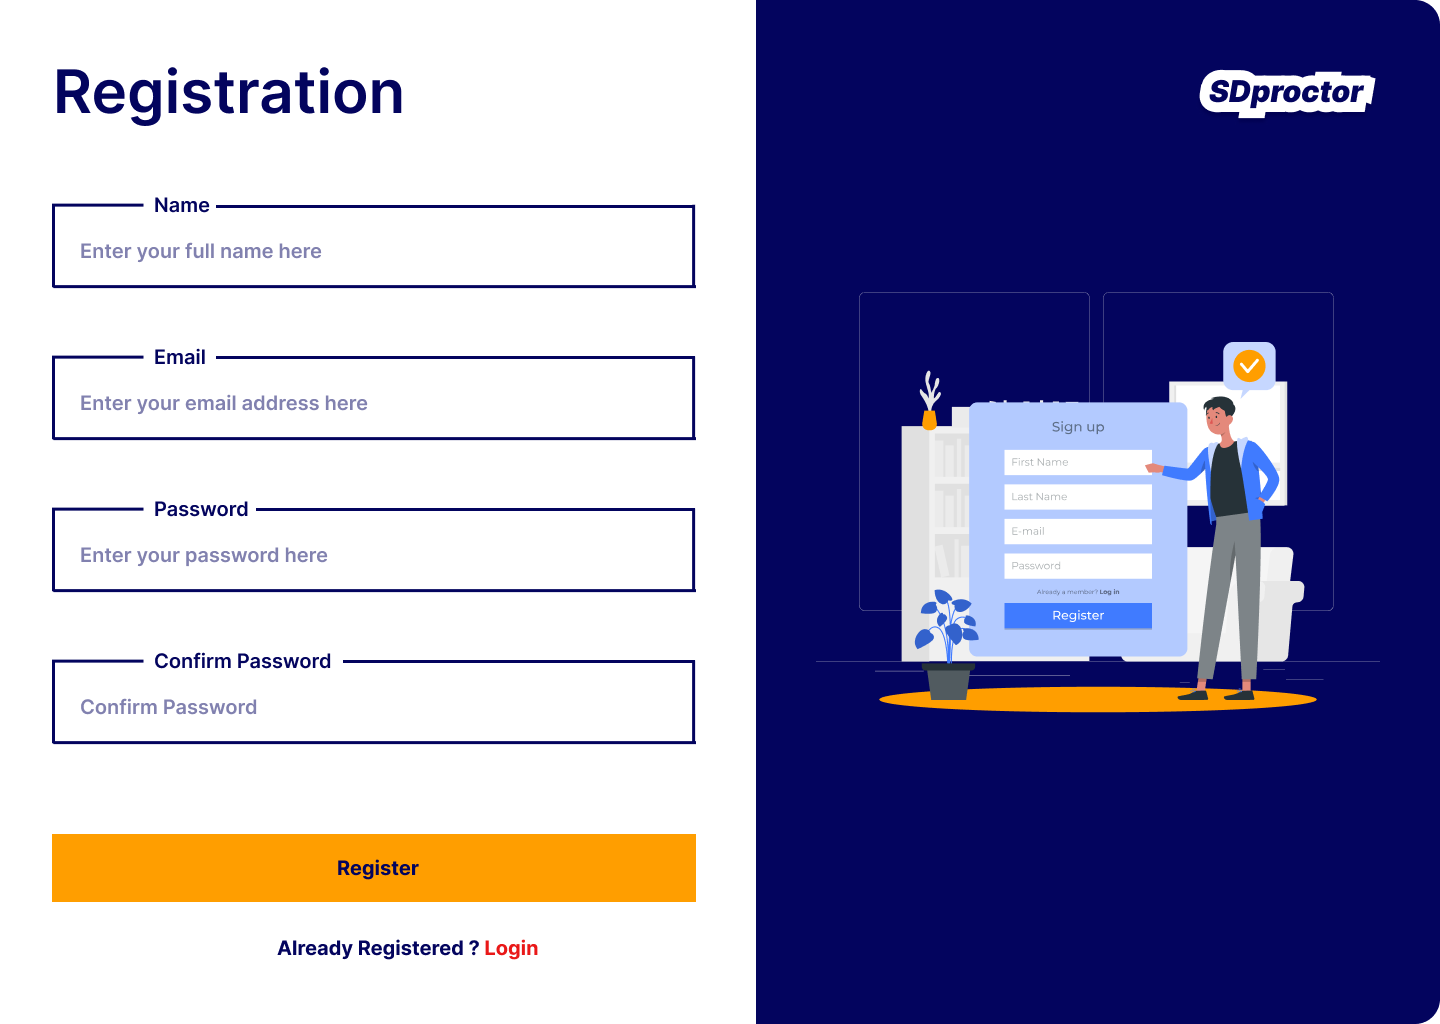 Registration
Name
Enter your full name here
Email
Enter your email address here
Password
Enter your password here
Confirm Password
Confirm Password
Register
Already Registered ? Login
SDproctor
Sign up
First Name
Last Name
E-mail
Password
Already a member? Log in
Register